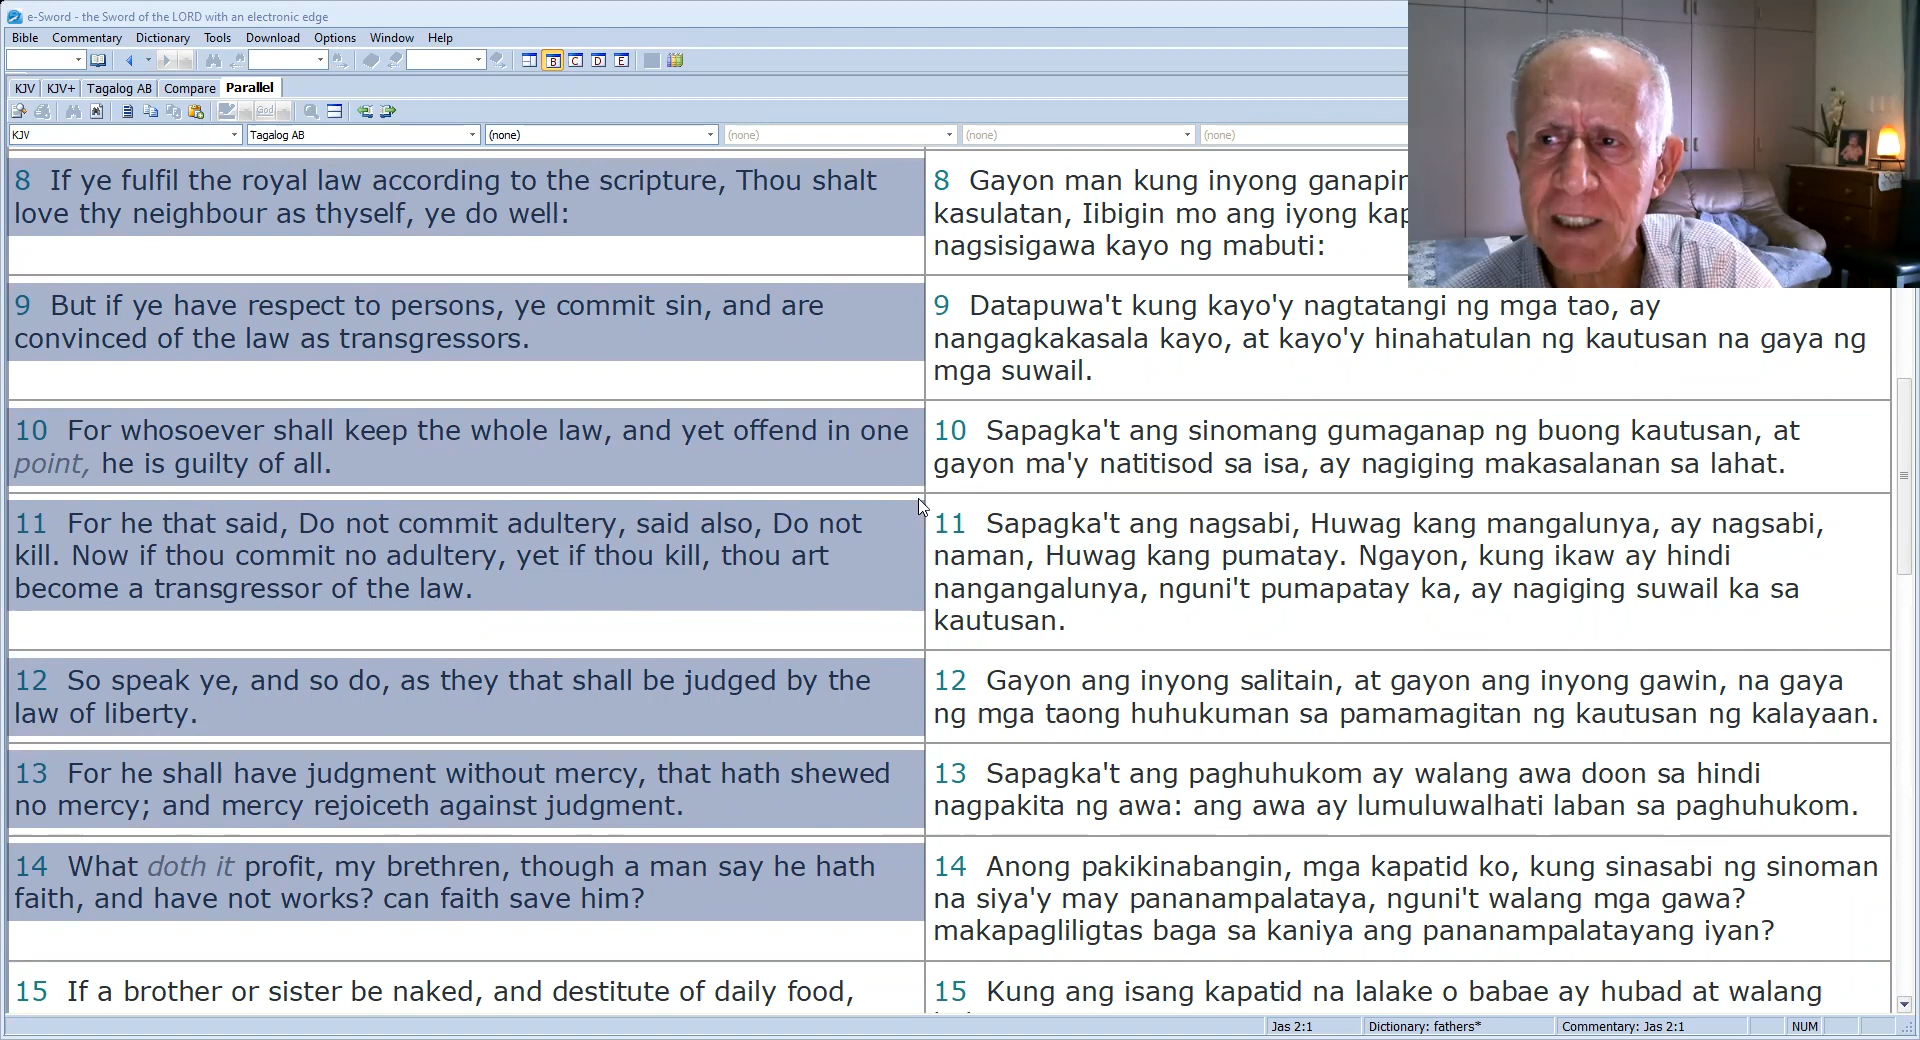 e-Sword - the Sword of the LORD with an electronic edge
Bible Commentary Dictionary Tools Download Options Window Help
B C D E
KJV KJV+ Tagalog AB Compare Parallel
God
KJV Tagalog AB (none) (none) (none) (none)
8 If ye fulfil the royal law according to the scripture, Thou shalt
love thy neighbour as thyself, ye do well:
8 Gayon man kung inyong
kasulatan, Iibigin mo ang iyong
nagsisigawa kayo ng mabuti:
9 But if ye have respect to persons, ye commit sin, and are
convinced of the law as transgressors.
9 Datapuwa't kung kayo'y nagtatangi ng mga tao, ay
nangagkakasala kayo, at kayo'y hinahatulan ng kautusan na gaya ng
mga suwail.
10 For whosoever shall keep the whole law, and yet offend in one
point, he is guilty of all.
10 Sapagka't ang sinomang gumaganap ng buong kautusan, at
gayon ma'y natitisod sa isa, ay nagiging makasalanan sa lahat.
11 For he that said, Do not commit adultery, said also, Do not
kill. Now if thou commit no adultery, yet if thou kill, thou art
become a transgressor of the law.
11 Sapagka't ang nagsabi, Huwag kang mangalunya, ay nagsabi,
naman, Huwag kang pumatay. Ngayon, kung ikaw ay hindi
nangangalunya, nguni't pumapatay ka, ay nagiging suwail ka sa
kautusan.
12 So speak ye, and so do, as they that shall be judged by the
law of liberty.
12 Gayon ang inyong salitain, at gayon ang inyong gawin, na gaya
ng mga taong huhukuman sa pamamagitan ng kautusan ng kalayaan.
13 For he shall have judgment without mercy, that hath shewed
no mercy; and mercy rejoiceth against judgment.
13 Sapagka't ang paghuhukom ay walang awa doon sa hindi
nagpakita ng awa: ang awa ay lumuluwalhati laban sa paghuhukom.
14 What doth it profit, my brethren, though a man say he hath
faith, and have not works? can faith save him?
14 Anong pakikinabangin, mga kapatid ko, kung sinasabi ng sinoman
na siya'y may pananampalataya, nguni't walang mga gawa?
makapagliligtas baga sa kaniya ang pananampalatayang iyan?
15 If a brother or sister be naked, and destitute of daily food,
15 Kung ang isang kapatid na lalake o babae ay hubad at walang
Jas 2:1 Dictionary: fathers* Commentary: Jas 2:1 NUM